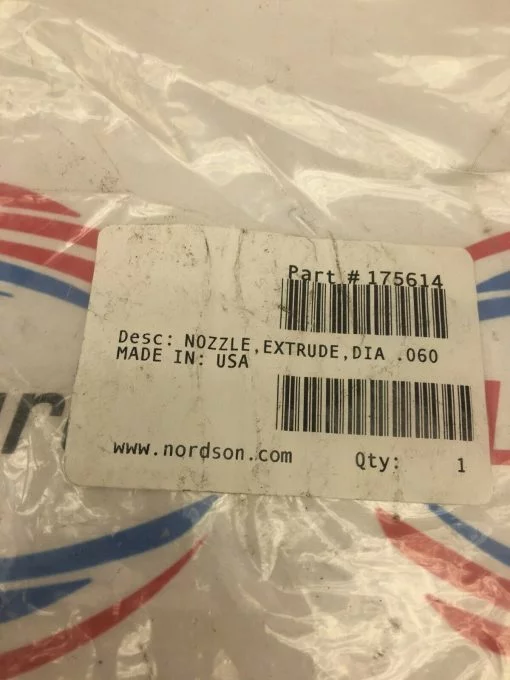 Part # 175614
Desc: NOZZLE,EXTRUDE,DIA .060
MADE IN: USA
www.nordson.com
Qty: 1